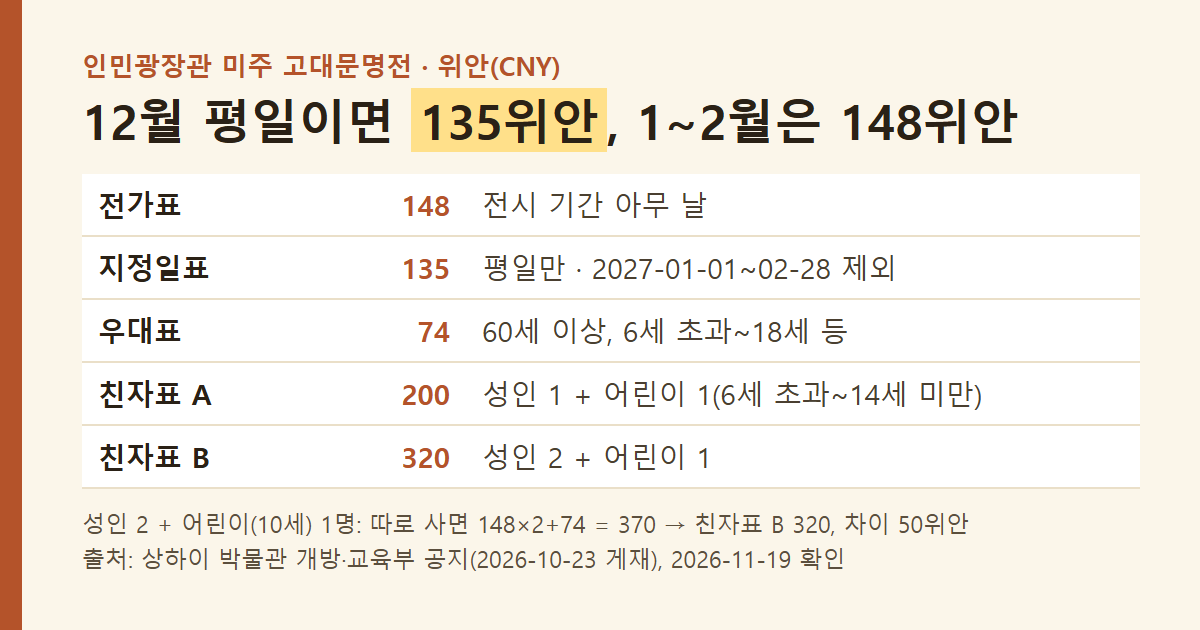 인민광장관 미주 고대문명전 · 위안(CNY)
12월 평일이면 135위안, 1~2월은 148위안
전가표 148 전시 기간 아무 날
지정일표 135 평일만 · 2027-01-01~02-28 제외
우대표 74 60세 이상, 6세 초과~18세 등
친자표 A 200 성인 1 + 어린이 1(6세 초과~14세 미만)
친자표 B 320 성인 2 + 어린이 1
성인 2 + 어린이(10세) 1명: 따로 사면 148×2+74 = 370 → 친자표 B 320, 차이 50위안
출처: 상하이 박물관 개방·교육부 공지(2026-10-23 게재), 2026-11-19 확인